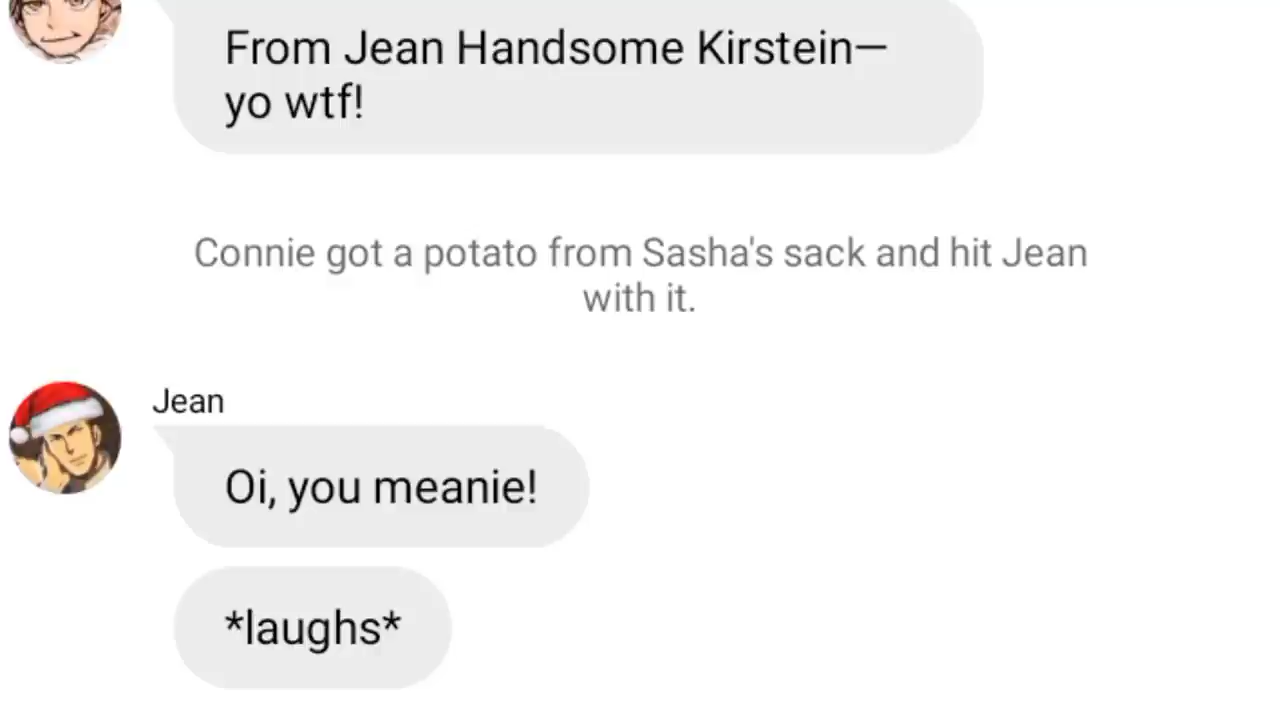 From Jean Handsome Kirstein—
yo wtf!
Connie got a potato from Sasha's sack and hit Jean
with it.
Jean
Oi, you meanie!
*laughs*